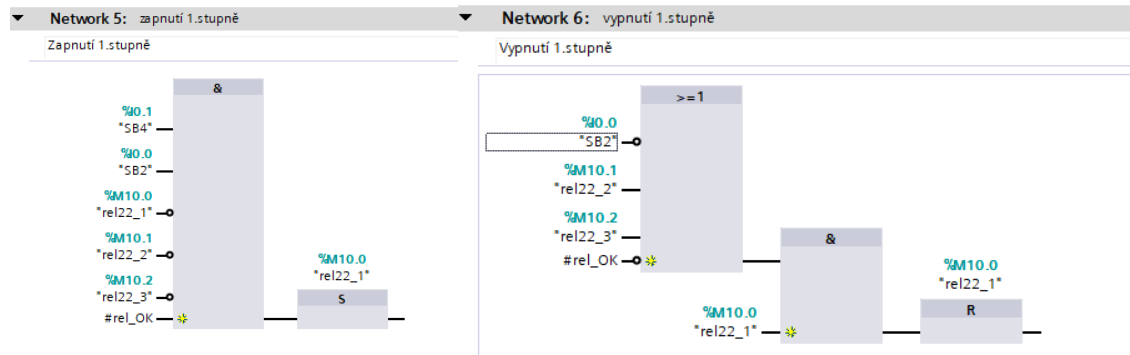 Network 5: zapnutí 1.stupně
Zapnutí 1.stupně
&
%I0.1
"SB4"
%I0.0
"SB2"
%M10.0
"rel22_1"
%M10.1
"rel22_2"
%M10.2
"rel22_3"
#rel_OK
%M10.0
"rel22_1"
S
Network 6: vypnutí 1.stupně
Vypnutí 1.stupně
>=1
%I0.0
"SB2"
%M10.1
"rel22_2"
%M10.2
"rel22_3"
#rel_OK
&
%M10.0
"rel22_1"
%M10.0
"rel22_1"
R